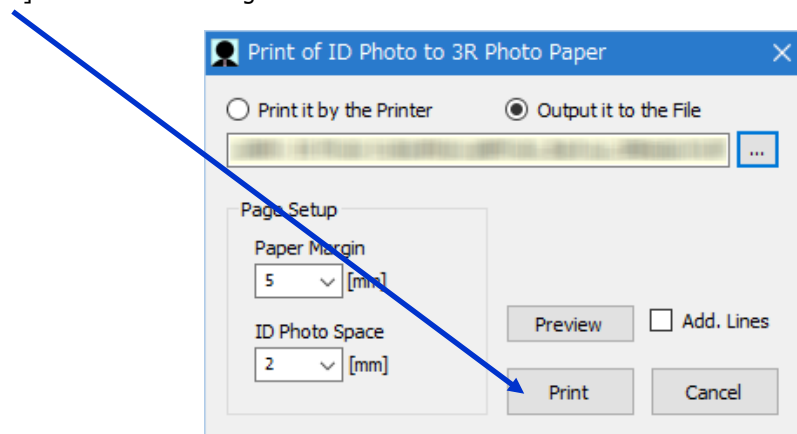 Print of ID Photo to 3R Photo Paper
Print it by the Printer Output it to the File
...
Page Setup
Paper Margin
5 [mm]
ID Photo Space
2 [mm]
Preview Add. Lines
Print Cancel